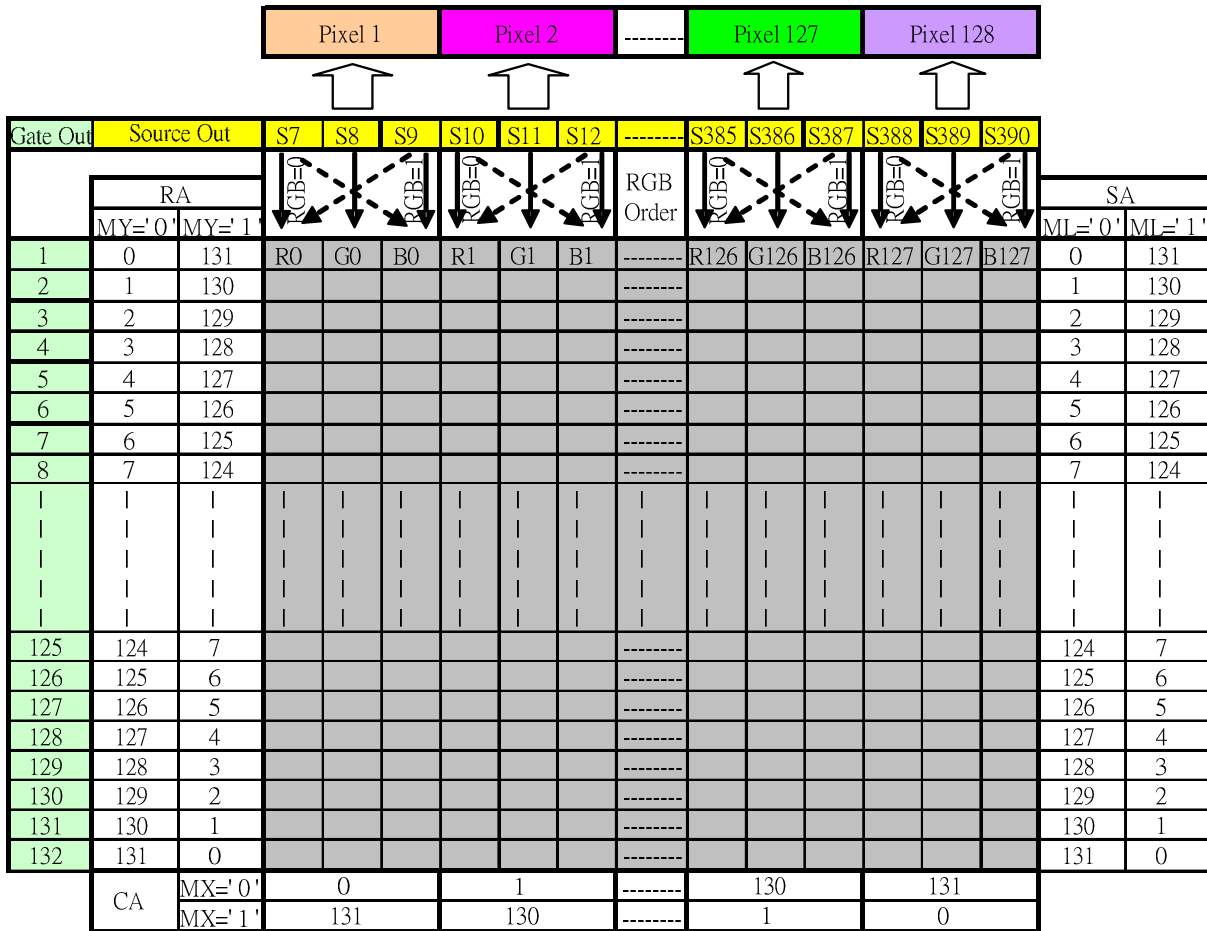 Pixel 1 Pixel 2 -------- Pixel 127 Pixel 128
Gate Out Source Out S7 S8 S9 S10 S11 S12 -------- S385 S386 S387 S388 S389 S390
RGB=0 RGB=1 RGB=0 RGB=1 RGB Order RGB=0 RGB=1 RGB=0 RGB=1
RA SA
MY='0' MY='1' ML='0' ML='1'
1 0 131 R0 G0 B0 R1 G1 B1 -------- R126 G126 B126 R127 G127 B127 0 131
2 1 130 -------- 1 130
3 2 129 -------- 2 129
4 3 128 -------- 3 128
5 4 127 -------- 4 127
6 5 126 -------- 5 126
7 6 125 -------- 6 125
8 7 124 -------- 7 124
125 124 7 -------- 124 7
126 125 6 -------- 125 6
127 126 5 -------- 126 5
128 127 4 -------- 127 4
129 128 3 -------- 128 3
130 129 2 -------- 129 2
131 130 1 -------- 130 1
132 131 0 -------- 131 0
CA MX='0' 0 1 -------- 130 131
MX='1' 131 130 -------- 1 0